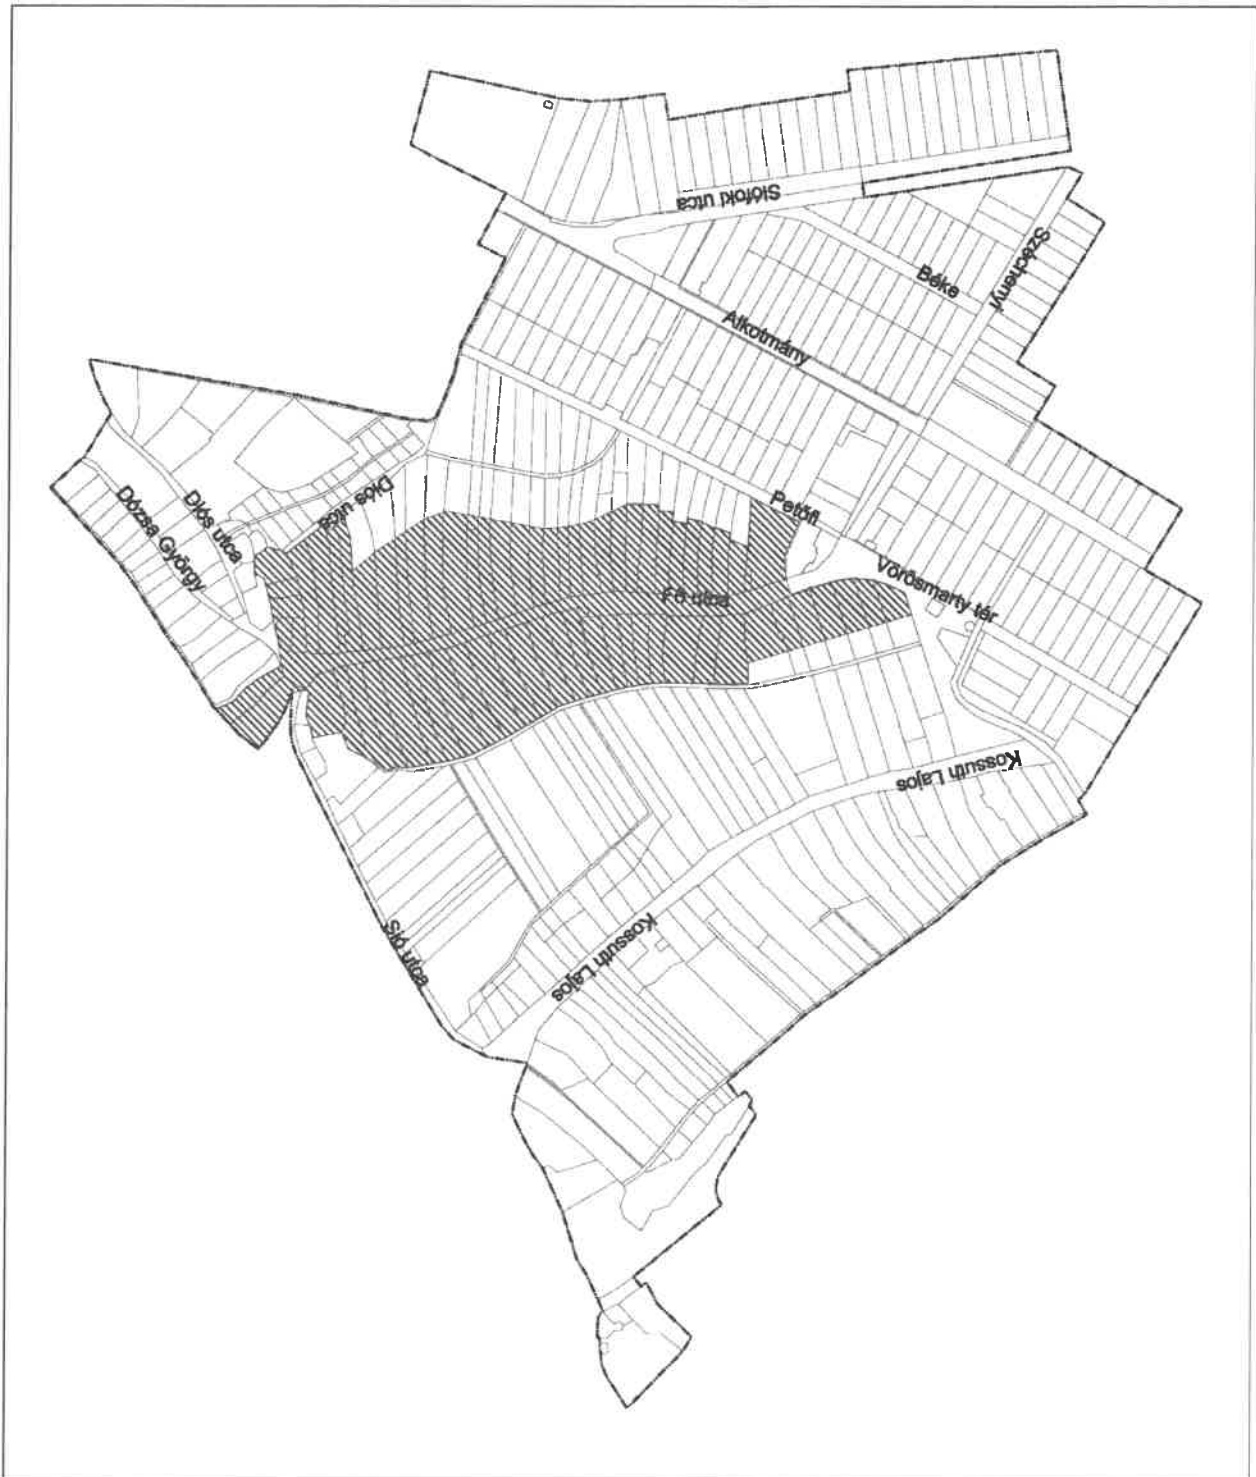 Siófoki utca
Széchenyi
Béke
Alkotmány
Diós utca
Diós utca
Dózsa György
Petőfi
Vörösmarty tér
Fő utca
Kossuth Lajos
Kossuth Lajos
Sió utca